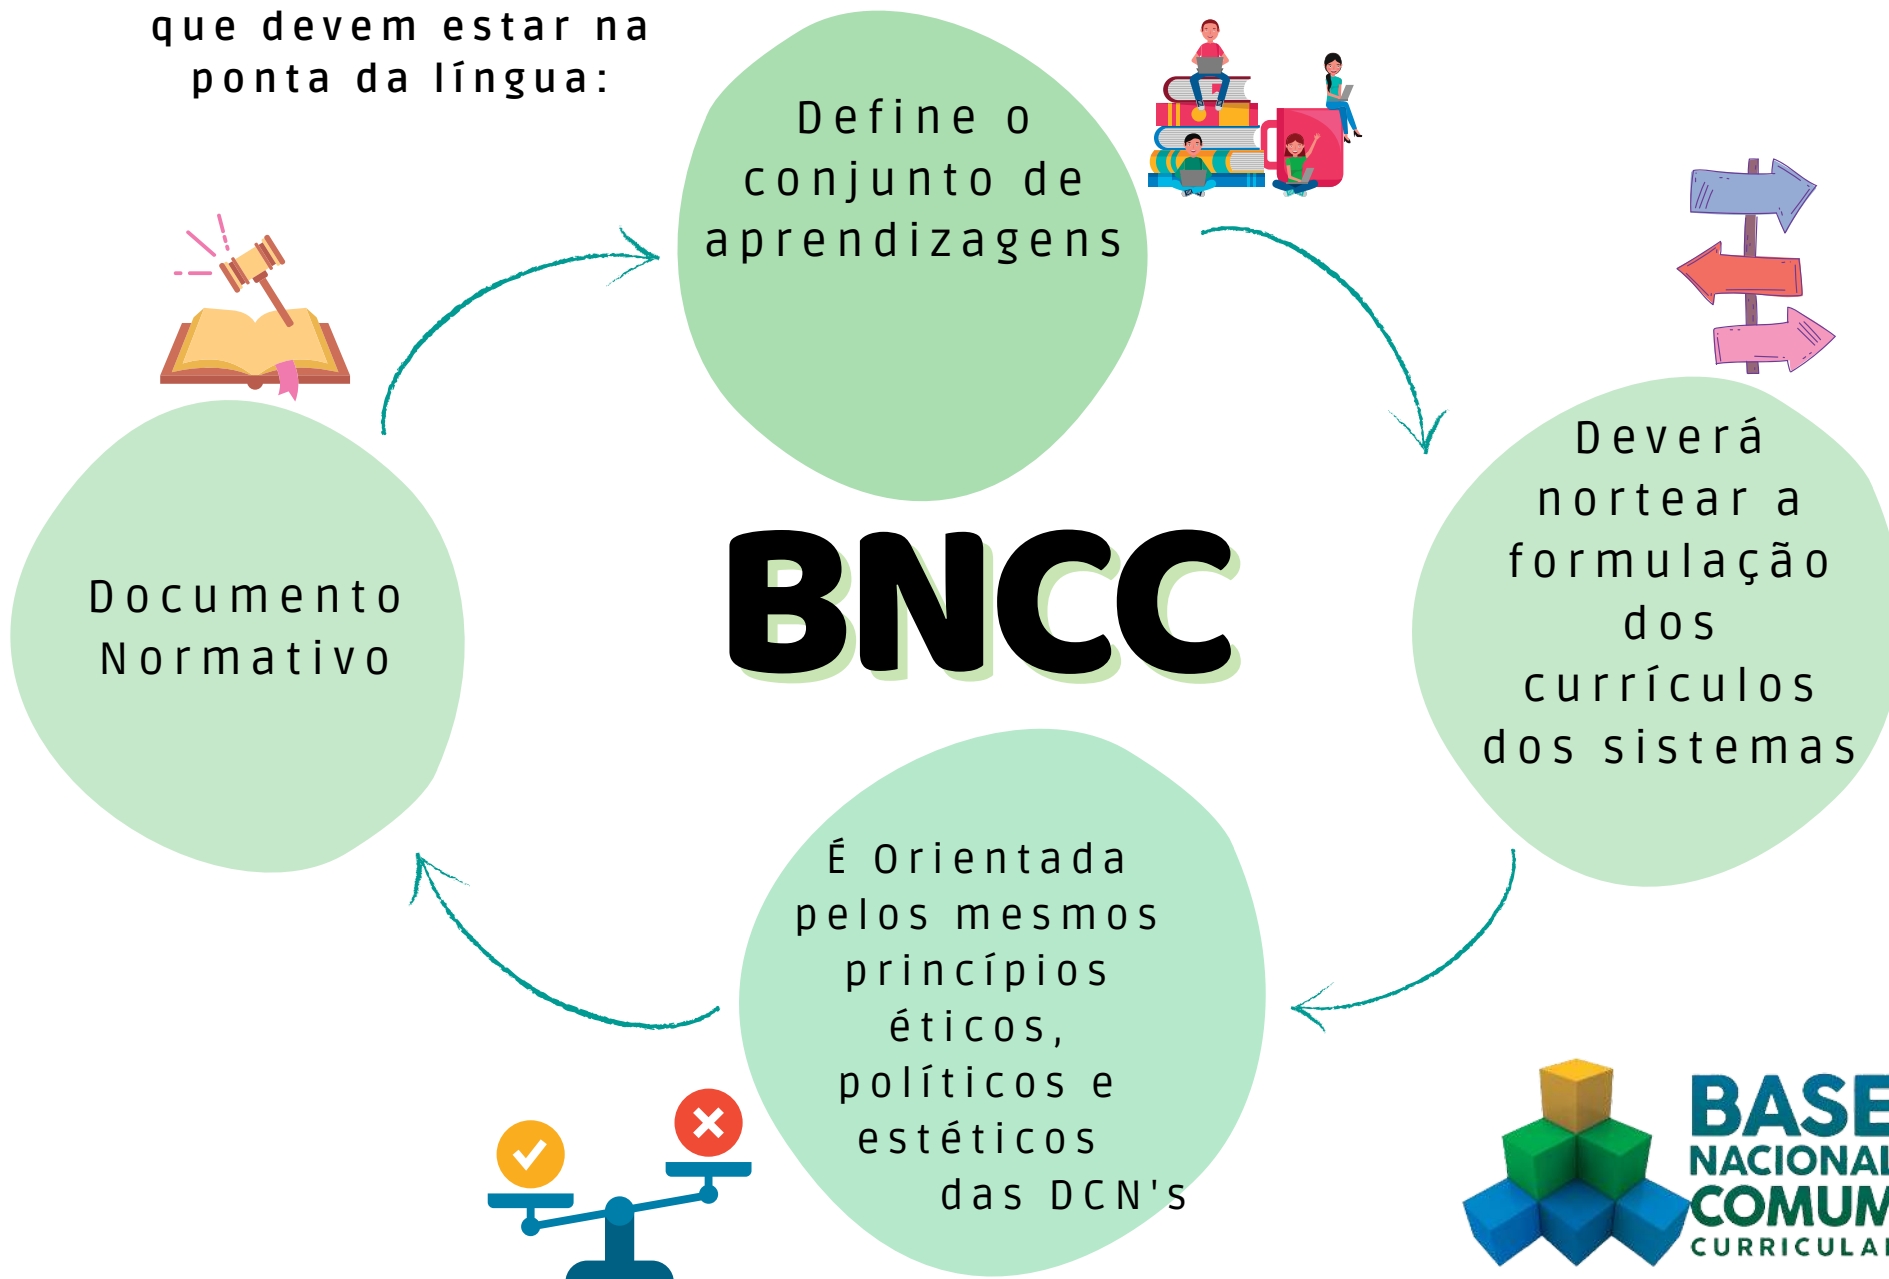 que devem estar na
ponta da língua:
Define o
conjunto de
aprendizagens
Documento
Normativo
BNCC
Deverá
nortear a
formulação
dos
currículos
dos sistemas
É Orientada
pelos mesmos
princípios
éticos,
políticos e
estéticos
das DCN's
BASE
NACIONAL
COMUM
CURRICULAR